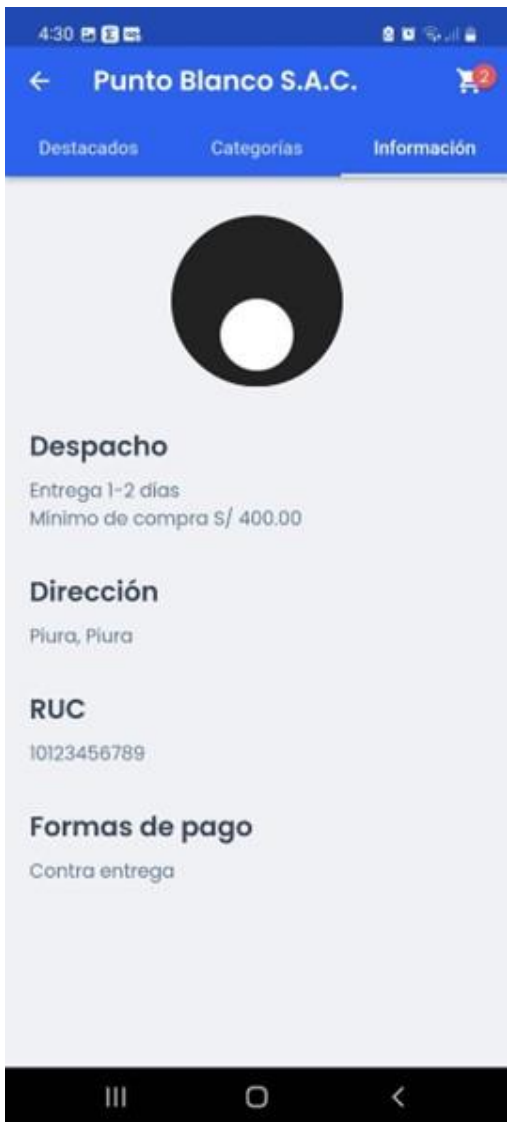 4:30
Punto Blanco S.A.C.
2
Destacados Categorías Información
Despacho
Entrega 1-2 días
Mínimo de compra S/ 400.00
Dirección
Piura, Piura
RUC
10123456789
Formas de pago
Contra entrega